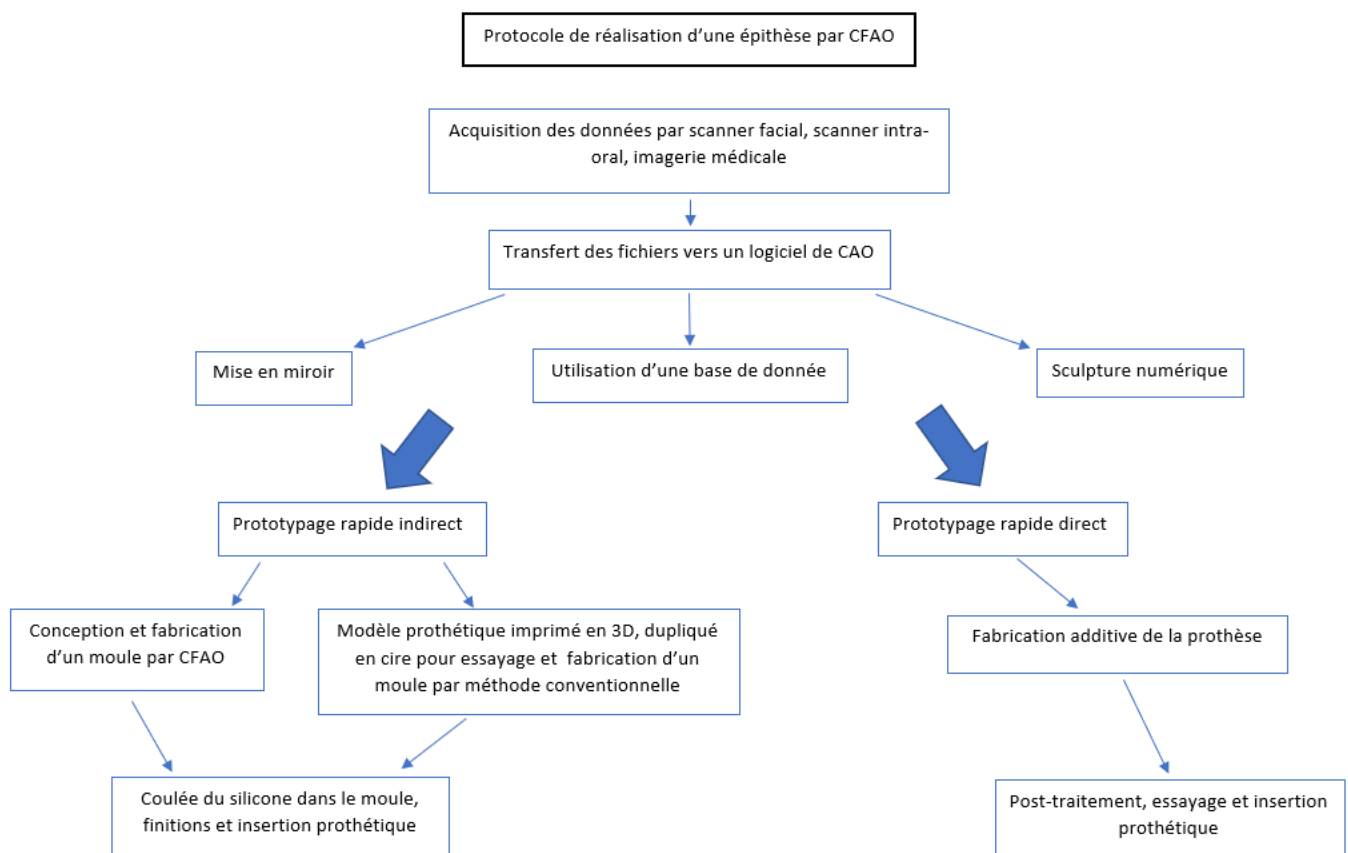 Protocole de réalisation d’une épithèse par CFAO
Acquisition des données par scanner facial, scanner intra-
oral, imagerie médicale
Transfert des fichiers vers un logiciel de CAO
Mise en miroir
Utilisation d’une base de donnée
Sculpture numérique
Prototypage rapide indirect
Prototypage rapide direct
Conception et fabrication
d’un moule par CFAO
Modèle prothétique imprimé en 3D, dupliqué
en cire pour essayage et fabrication d’un
moule par méthode conventionnelle
Fabrication additive de la prothèse
Coulée du silicone dans le moule,
finitions et insertion prothétique
Post-traitement, essayage et insertion
prothétique